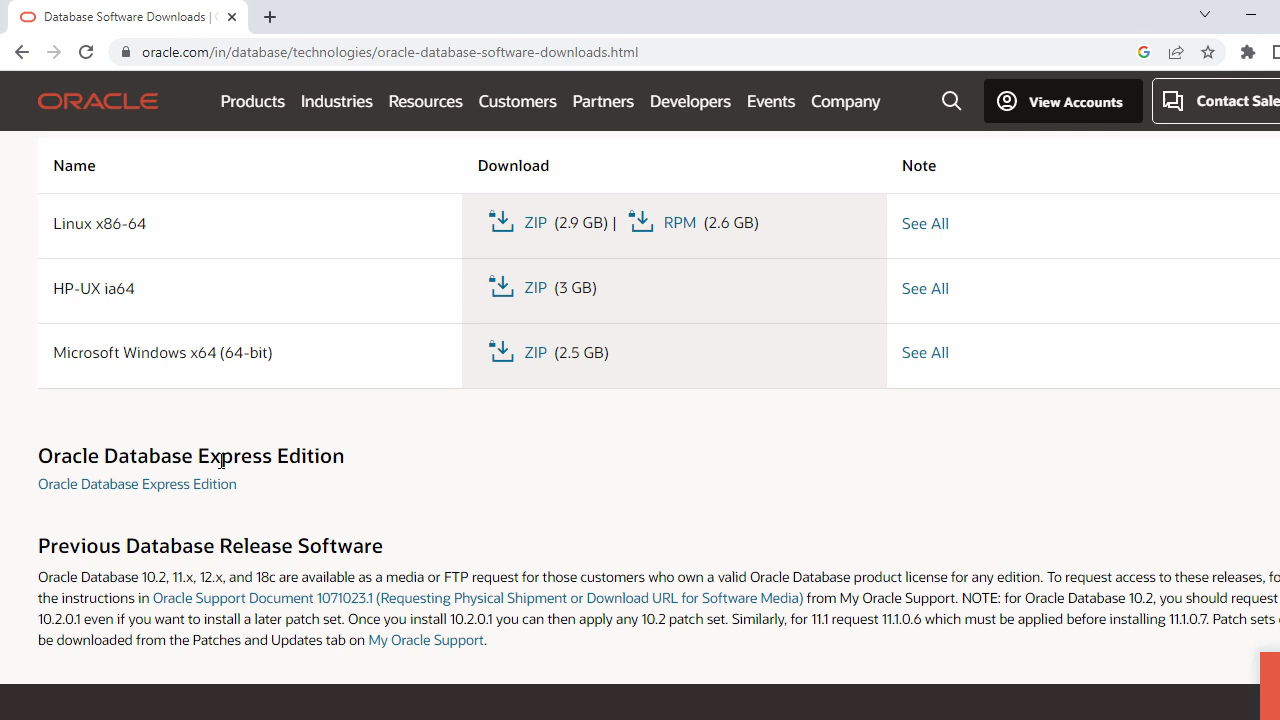 Database Software Downloads |
oracle.com/in/database/technologies/oracle-database-software-downloads.html
ORACLE Products Industries Resources Customers Partners Developers Events Company View Accounts Contact Sale
Name Download Note
Linux x86-64 ZIP (2.9 GB) | RPM (2.6 GB) See All
HP-UX ia64 ZIP (3 GB) See All
Microsoft Windows x64 (64-bit) ZIP (2.5 GB) See All
Oracle Database Express Edition
Oracle Database Express Edition
Previous Database Release Software
Oracle Database 10.2, 11.x, 12.x, and 18c are available as a media or FTP request for those customers who own a valid Oracle Database product license for any edition. To request access to these releases, fo
the instructions in Oracle Support Document 1071023.1 (Requesting Physical Shipment or Download URL for Software Media) from My Oracle Support. NOTE: for Oracle Database 10.2, you should request
10.2.0.1 even if you want to install a later patch set. Once you install 10.2.0.1 you can then apply any 10.2 patch set. Similarly, for 11.1 request 11.1.0.6 which must be applied before installing 11.1.0.7. Patch sets
be downloaded from the Patches and Updates tab on My Oracle Support.